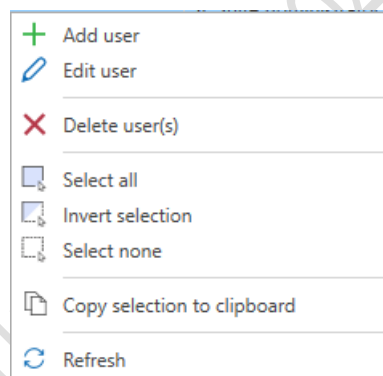 Add user
Edit user
Delete user(s)
Select all
Invert selection
Select none
Copy selection to clipboard
Refresh